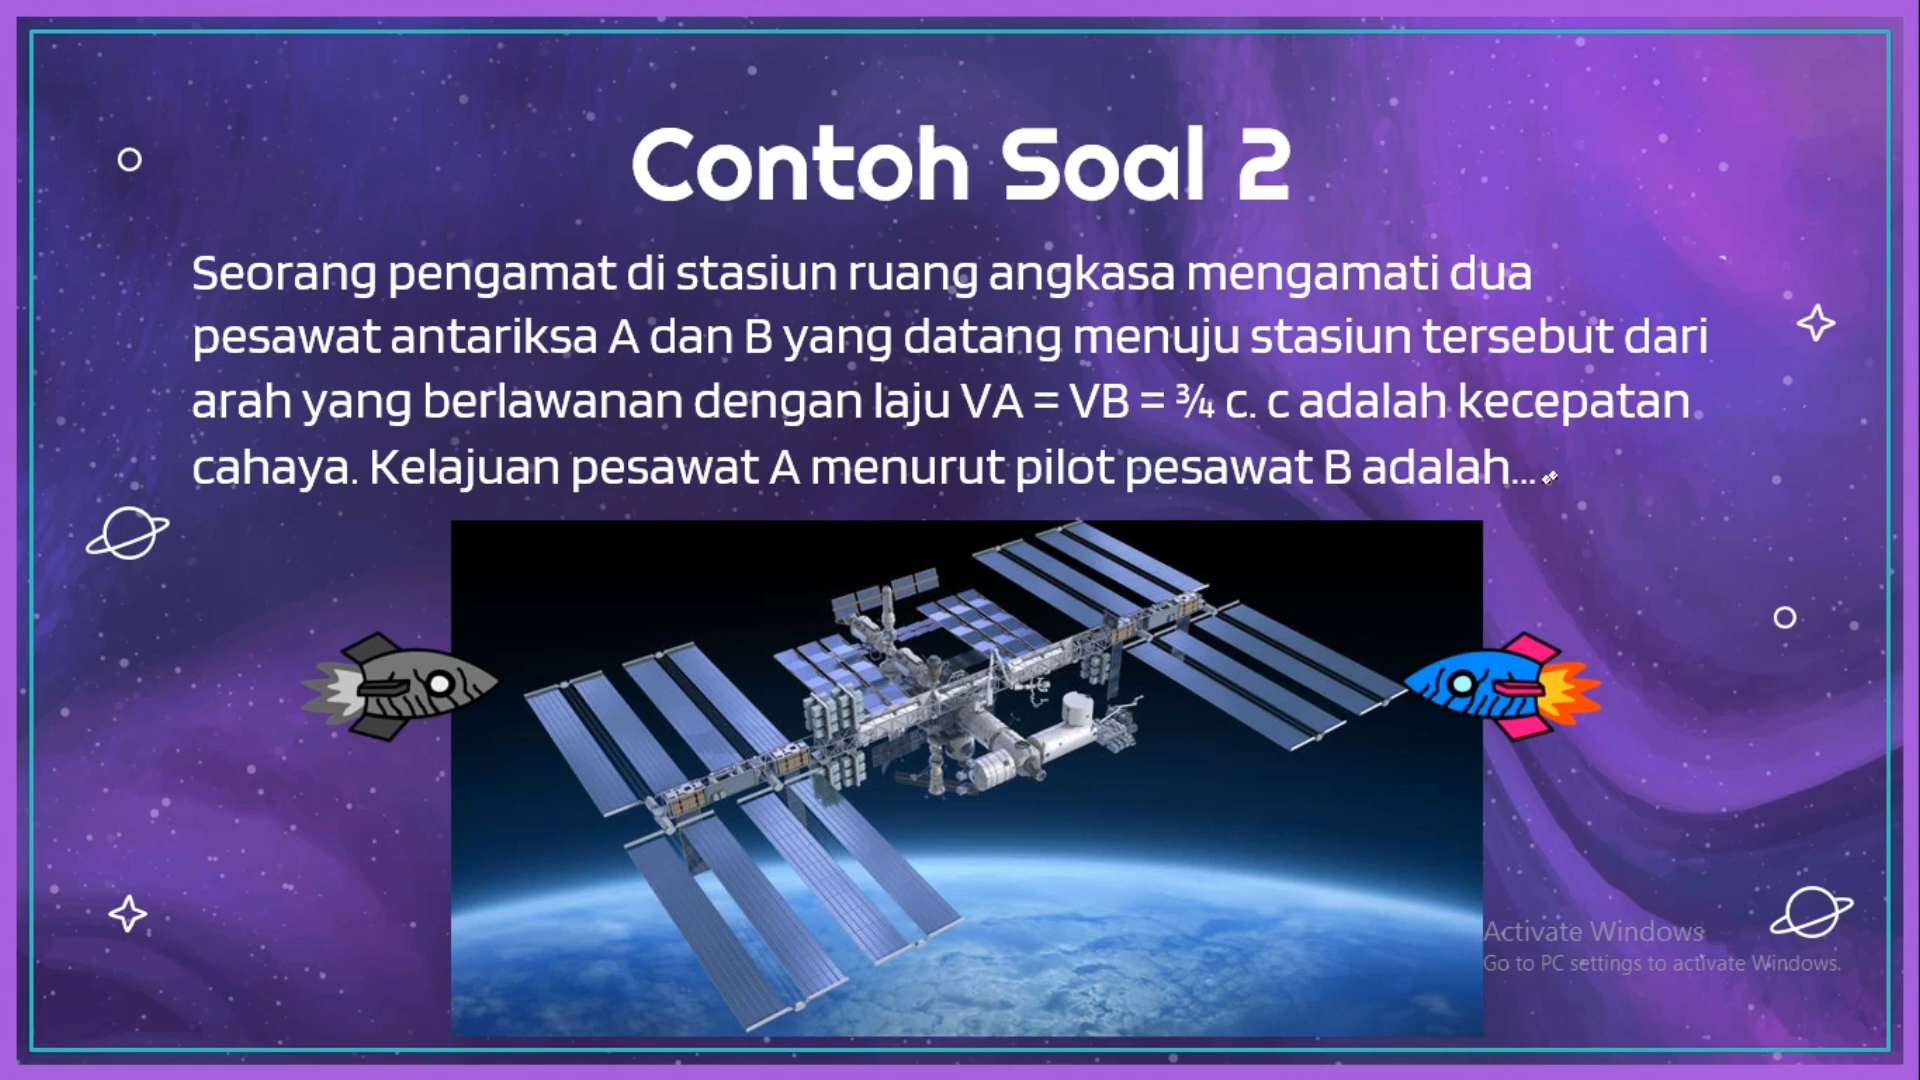 Contoh Soal 2
Seorang pengamat di stasiun ruang angkasa mengamati dua
pesawat antariksa A dan B yang datang menuju stasiun tersebut dari
arah yang berlawanan dengan laju VA = VB = ¾ c. c adalah kecepatan
cahaya. Kelajuan pesawat A menurut pilot pesawat B adalah...
Activate Windows
Go to PC settings to activate Windows.